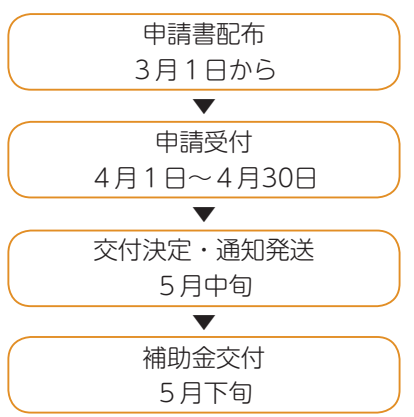 申請書配布
３月１日から
申請受付
４月１日～４月30日
交付決定・通知発送
５月中旬
補助金交付
５月下旬